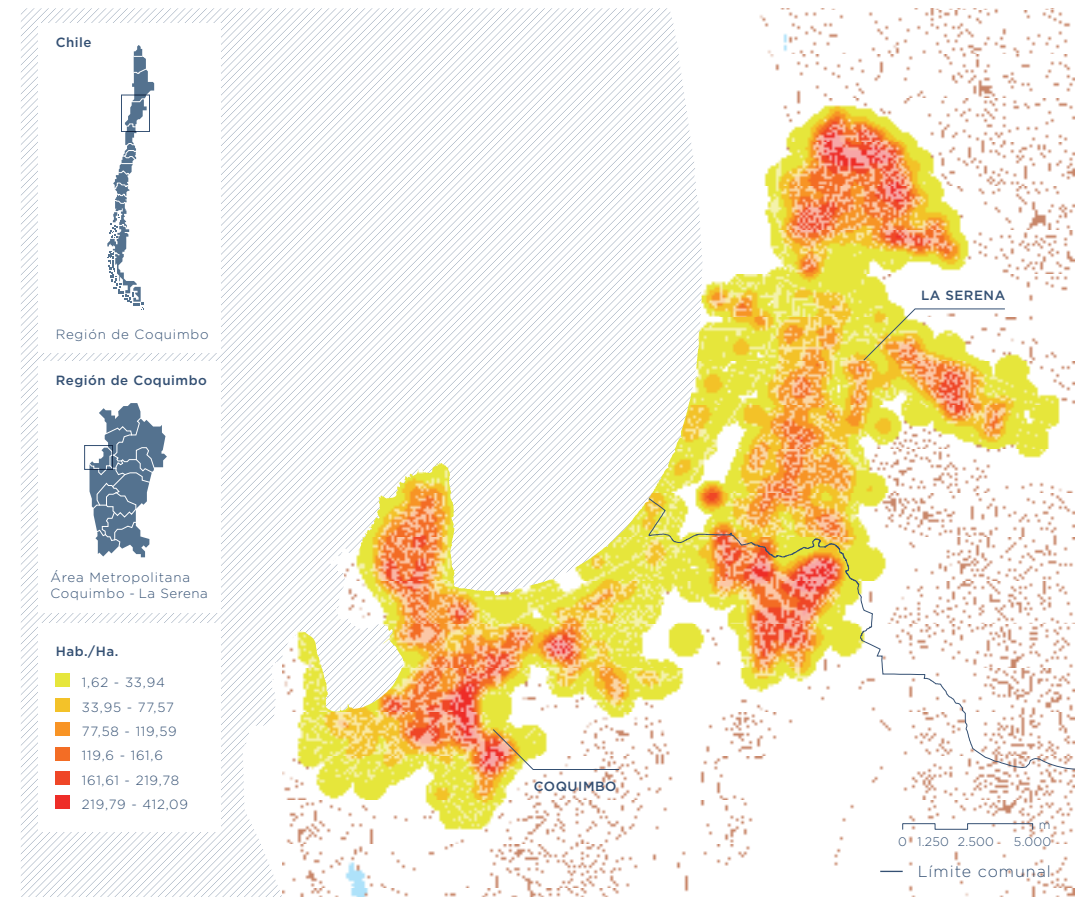 Chile
Región de Coquimbo
Región de Coquimbo
Área Metropolitana
Coquimbo - La Serena
Hab./Ha.
1,62 - 33,94
33,95 - 77,57
77,58 - 119,59
119,6 - 161,6
161,61 - 219,78
219,79 - 412,09
LA SERENA
COQUIMBO
m
0 1.250 2.500 5.000
Límite comunal